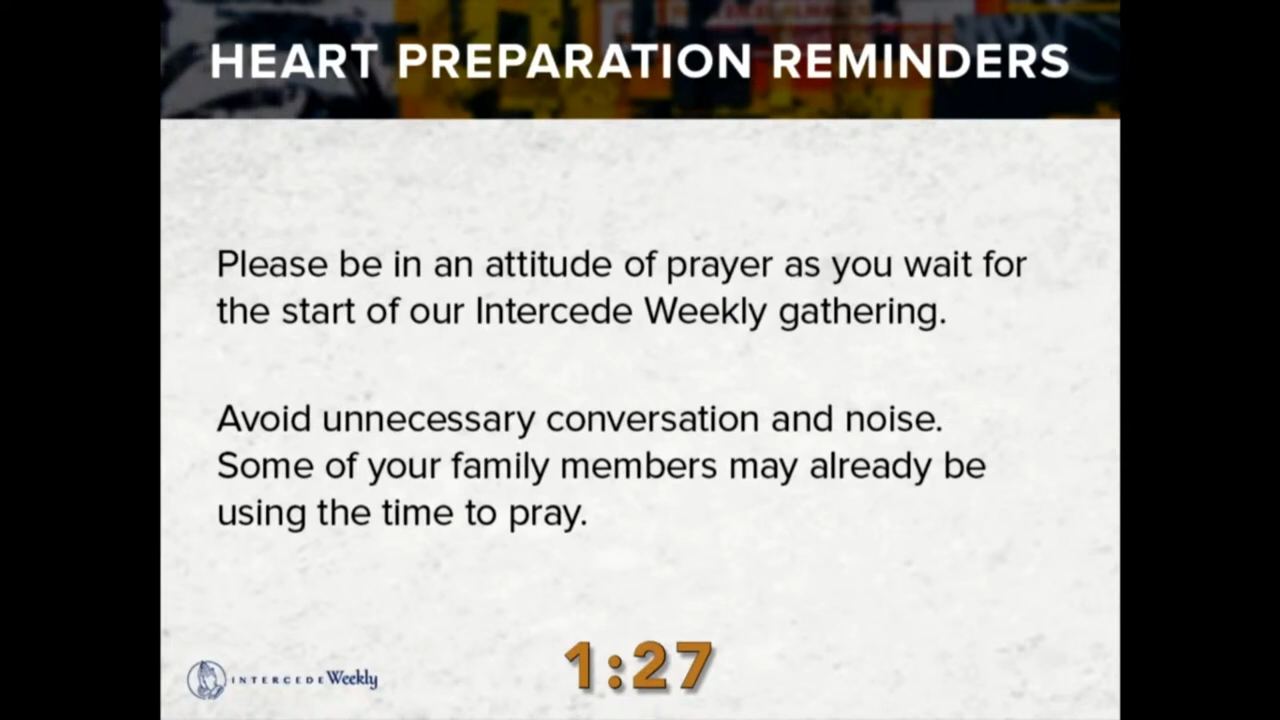 HEART PREPARATION REMINDERS
Please be in an attitude of prayer as you wait for
the start of our Intercede Weekly gathering.
Avoid unnecessary conversation and noise.
Some of your family members may already be
using the time to pray.
1:27
INTERCEDE Weekly